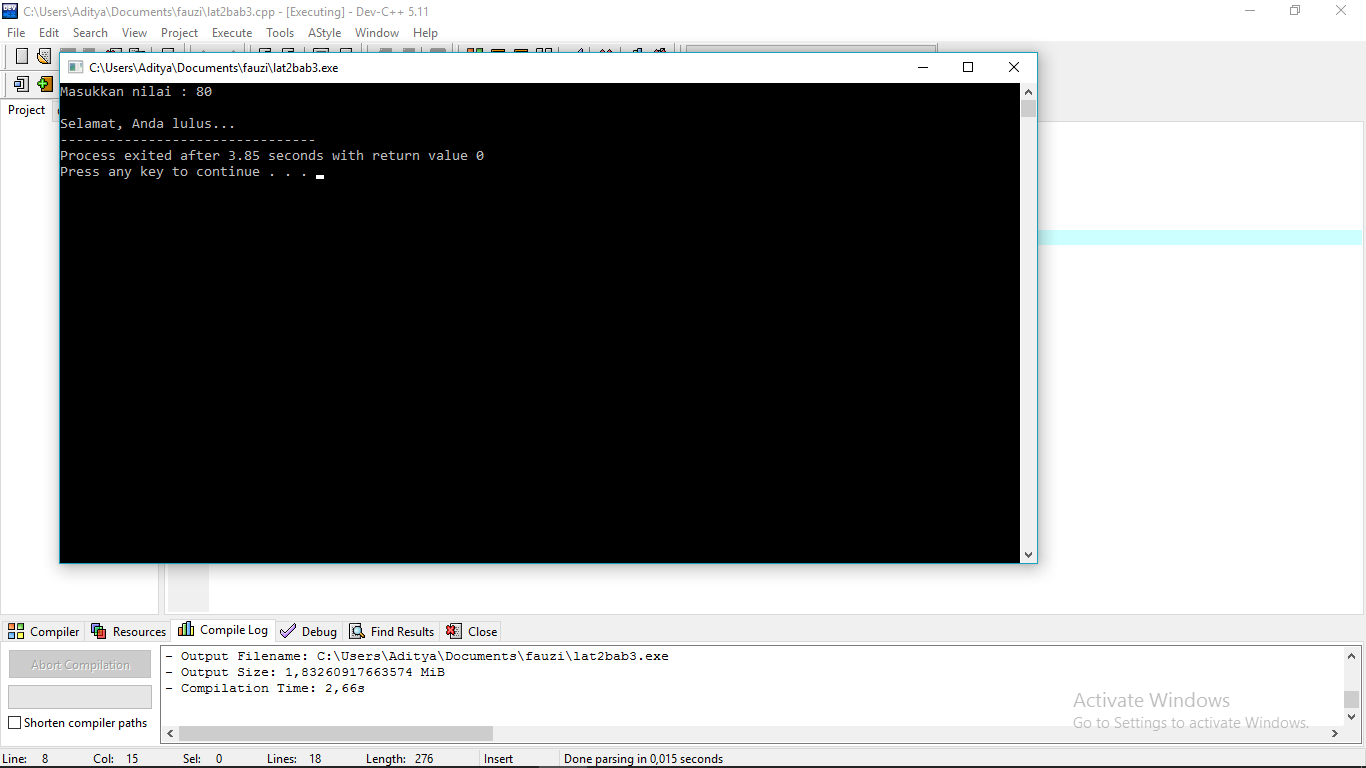 C:\Users\Aditya\Documents\fauzi\lat2bab3.cpp - [Executing] - Dev-C++ 5.11
File Edit Search View Project Execute Tools AStyle Window Help
C:\Users\Aditya\Documents\fauzi\lat2bab3.exe
Project
Masukkan nilai : 80
Selamat, Anda lulus...
--------------------------------
Process exited after 3.85 seconds with return value 0
Press any key to continue . . .
Compiler Resources Compile Log Debug Find Results Close
Abort Compilation
Shorten compiler paths
- Output Filename: C:\Users\Aditya\Documents\fauzi\lat2bab3.exe
- Output Size: 1,83260917663574 MiB
- Compilation Time: 2,66s
Activate Windows
Go to Settings to activate Windows.
Line: 8 Col: 15 Sel: 0 Lines: 18 Length: 276 Insert Done parsing in 0,015 seconds